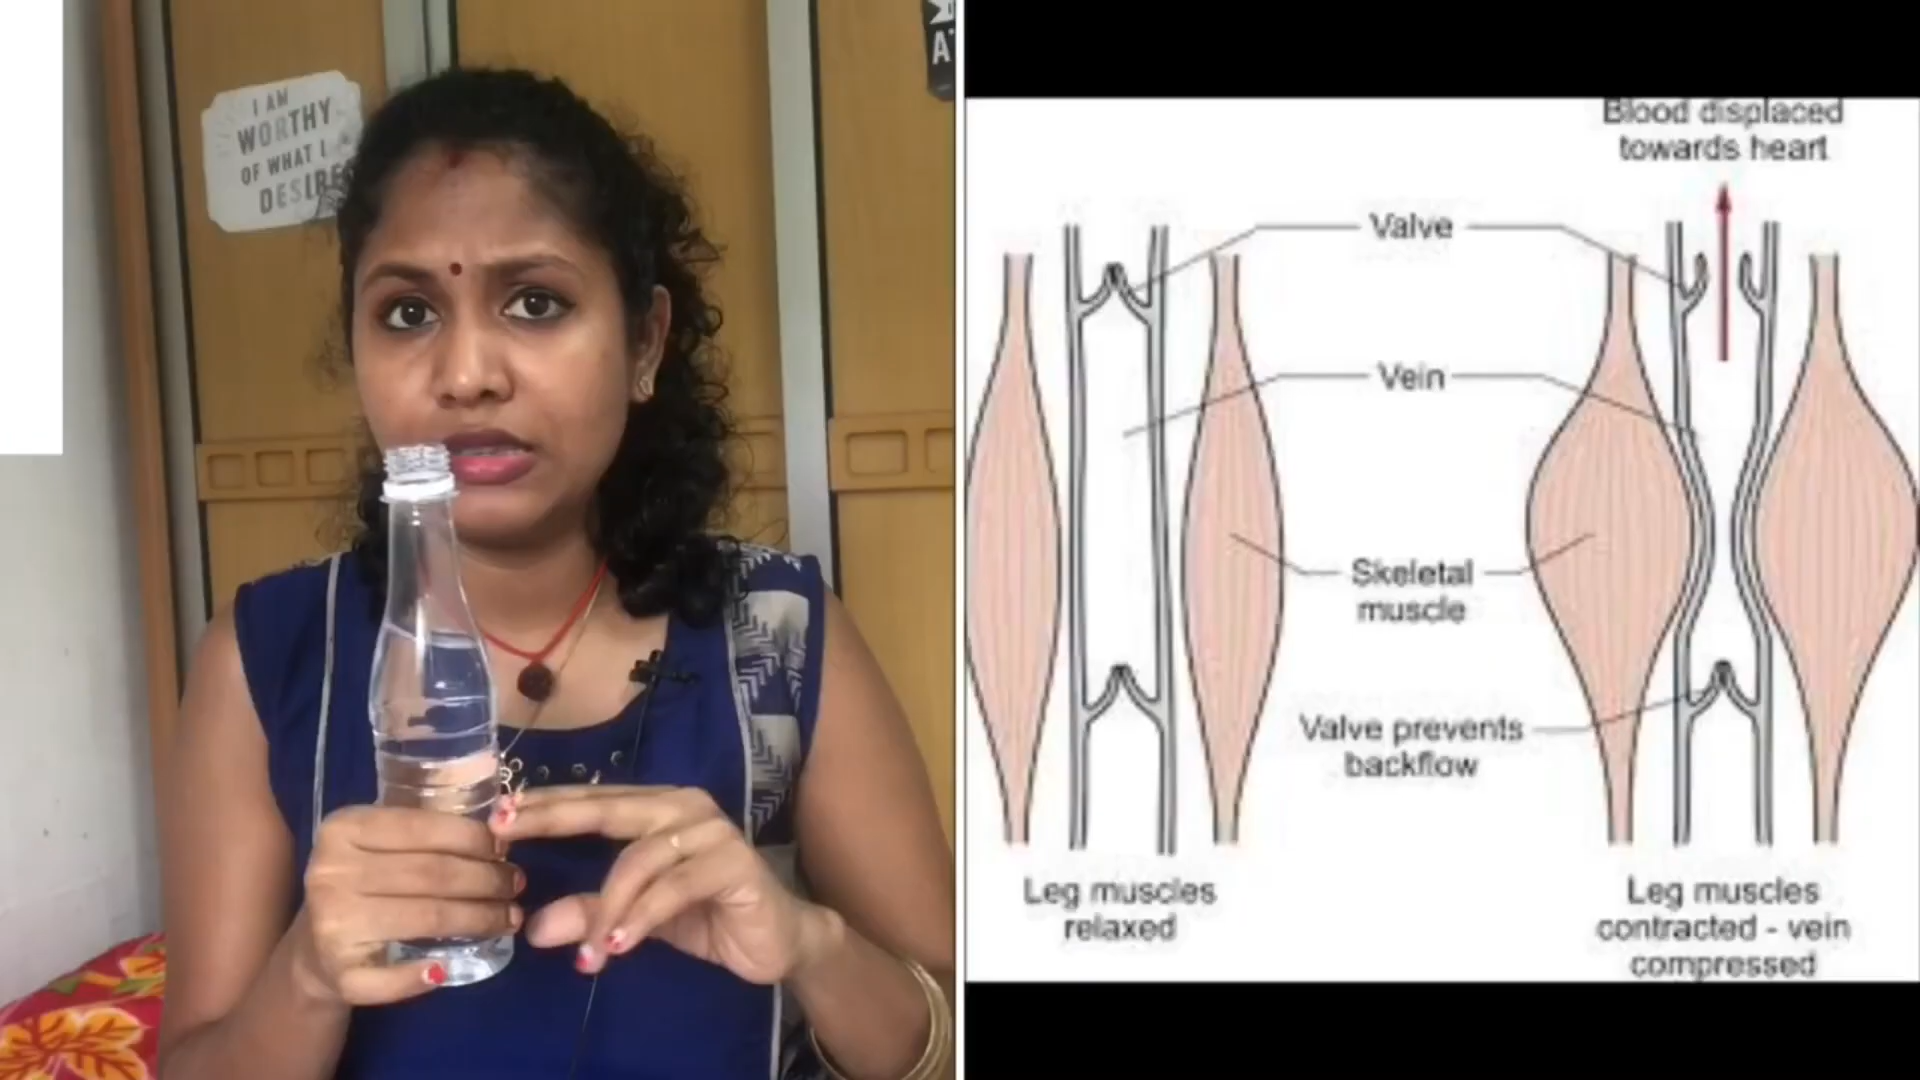 I AM
WORTHY
OF WHAT I
DESIRE
A
Blood displaced
towards heart
Valve
Vein
Skeletal
muscle
Valve prevents
backflow
Leg muscles
relaxed
Leg muscles
contracted - vein
compressed